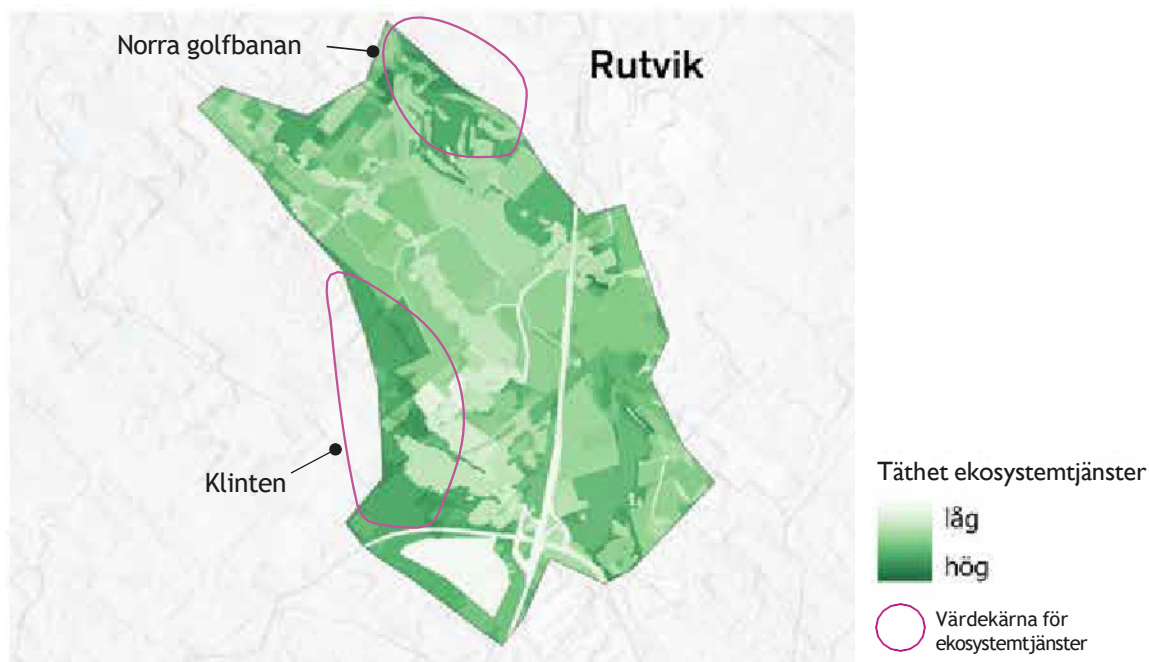 Norra golfbanan
Rutvik
Klinten
Täthet ekosystemtjänster
låg
hög
Värdekärna för
ekosystemtjänster